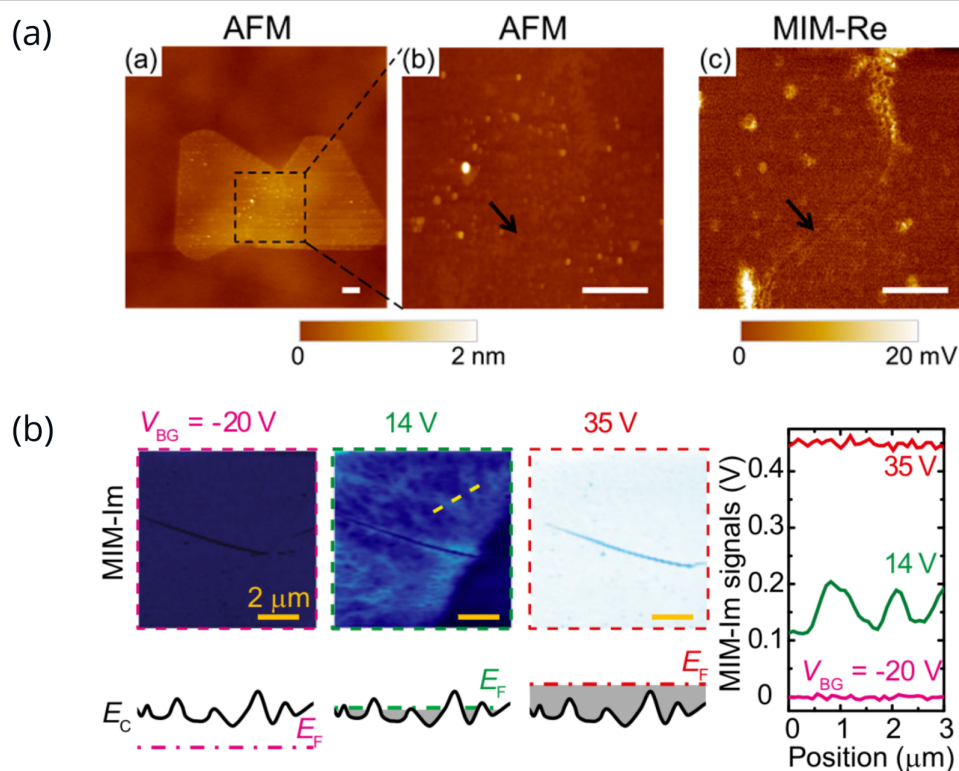 (a)
AFM
AFM
MIM-Re
(a)
(b)
(c)
0
2 nm
0
20 mV
(b)
V_BG = -20 V
14 V
35 V
MIM-Im
2 μm
E_C
E_F
E_F
E_F
MIM-Im signals (V)
0.4
0.3
0.2
0.1
0
35 V
14 V
V_BG = -20 V
0
1
2
3
Position (μm)